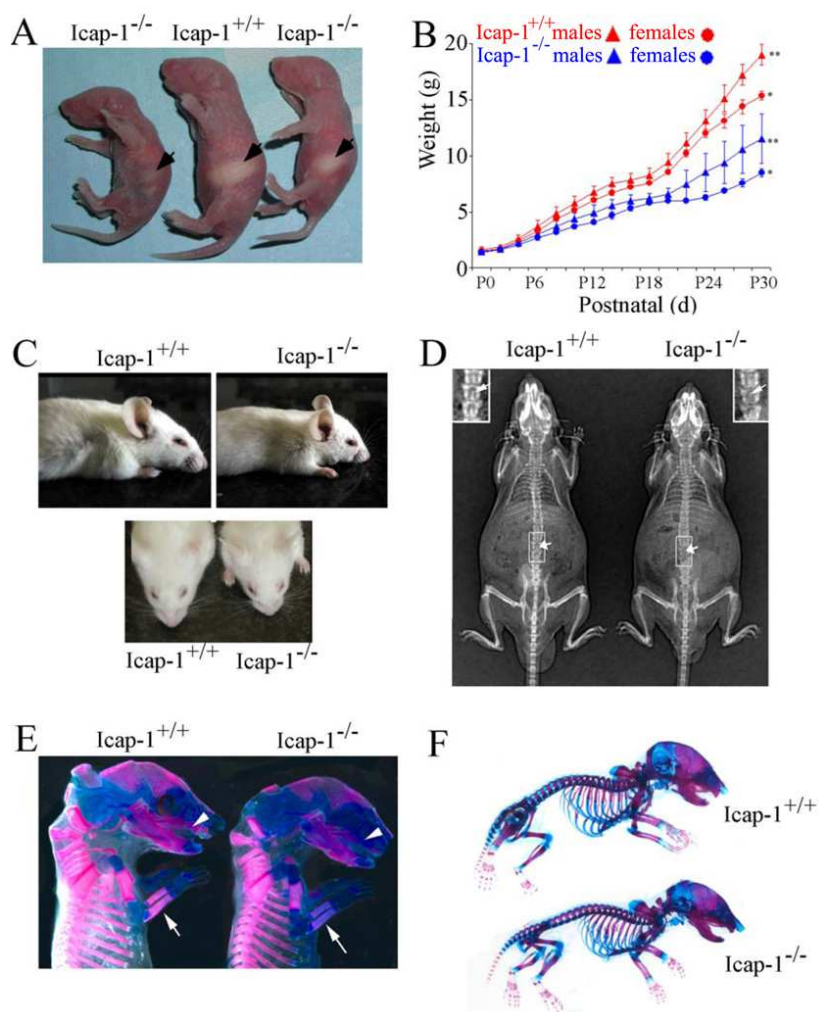 A
Icap-1-/- Icap-1+/+ Icap-1-/-
B
Icap-1+/+ males females
Icap-1-/- males females
Weight (g)
20
15
10
5
0
**
*
**
*
P0 P6 P12 P18 P24 P30
Postnatal (d)
C
Icap-1+/+ Icap-1-/-
Icap-1+/+ Icap-1-/-
D
Icap-1+/+ Icap-1-/-
E
Icap-1+/+ Icap-1-/-
F
Icap-1+/+
Icap-1-/-